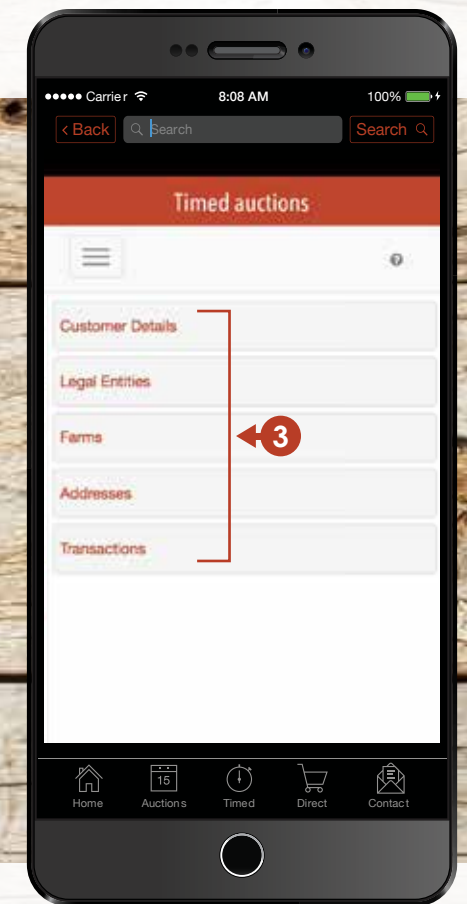 Carrier 8:08 AM 100%
< Back Search Search
Timed auctions
Customer Details
Legal Entities
Farms
3
Addresses
Transactions
15
Home Auctions Timed Direct Contact